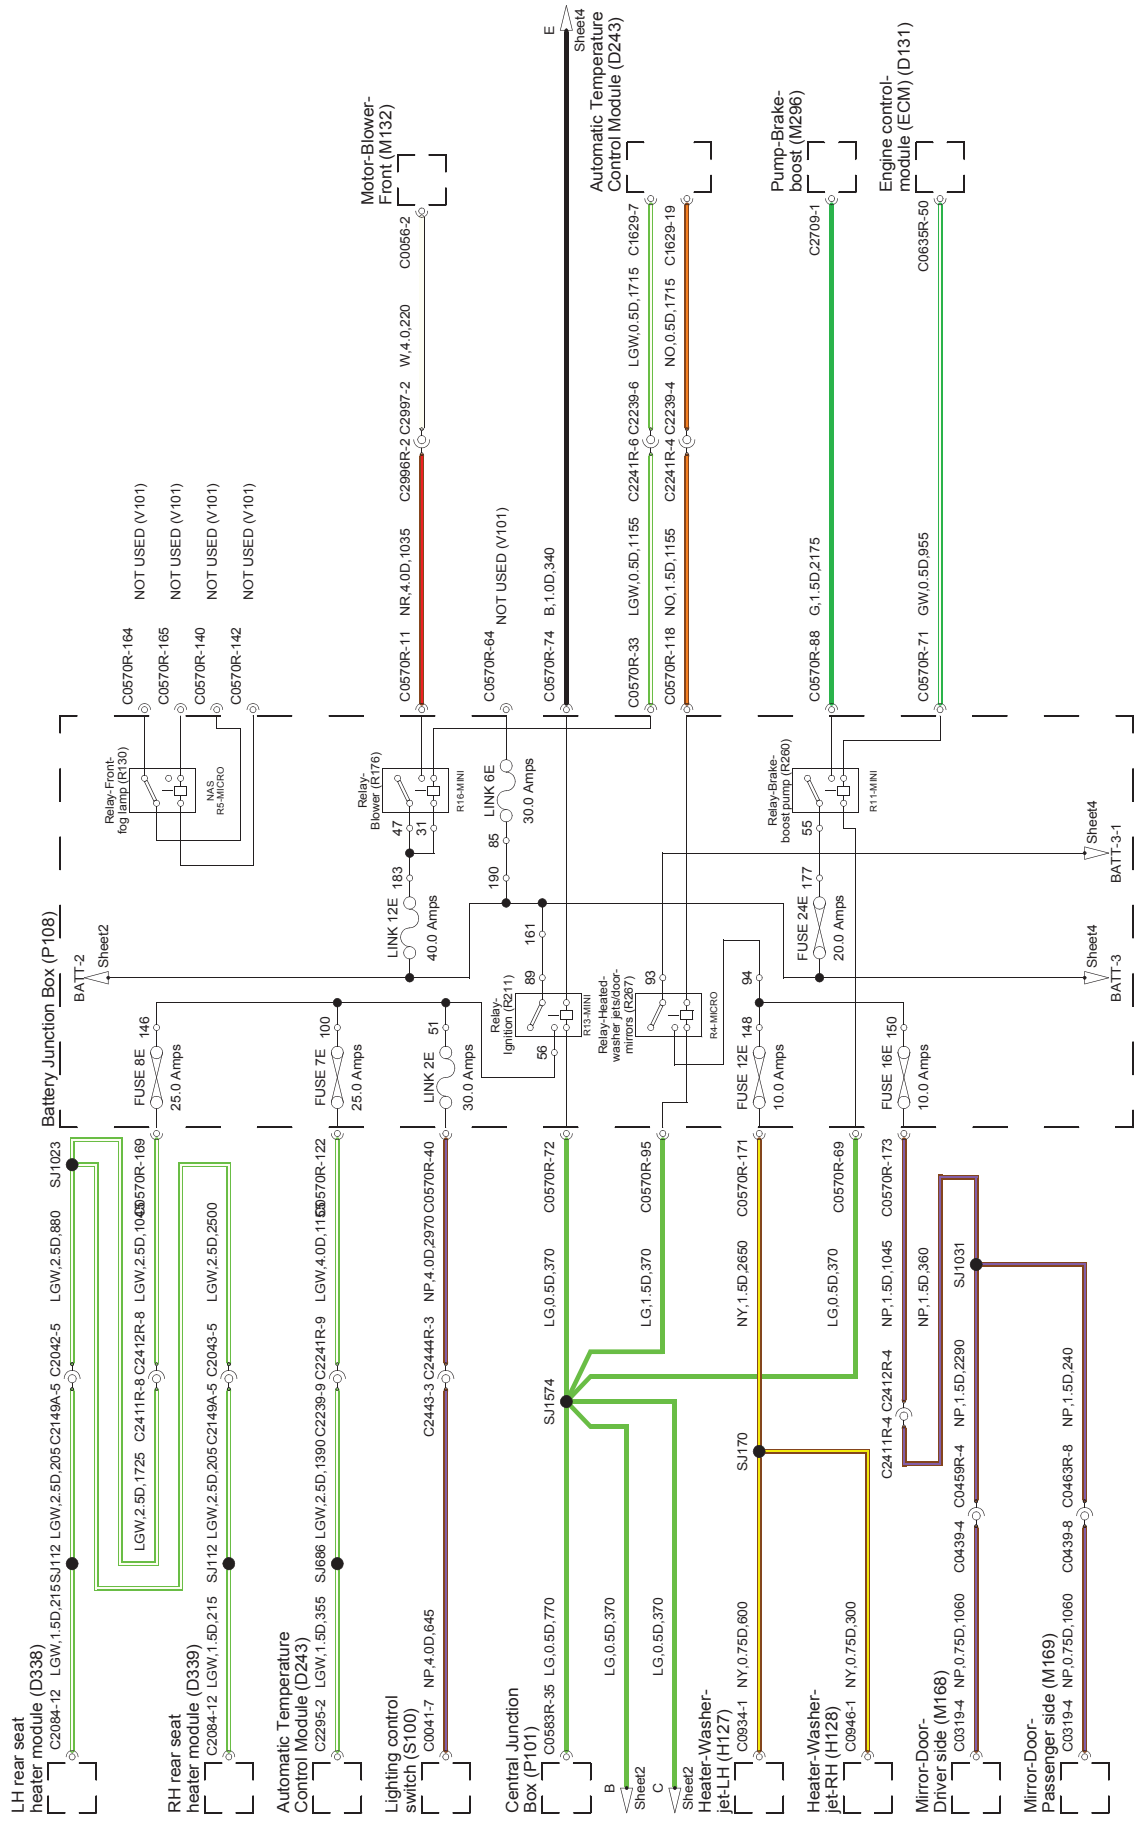 LH rear seat
heater module (D338)
C2084-12
LGW,1.5D,215
SJ112
LGW,2.5D,205
C2149A-5
C2042-5
LGW,2.5D,880
SJ1023
LGW,2.5D,1725
C2411R-8
C2412R-8
LGW,2.5D,1045
C0570R-169
RH rear seat
heater module (D339)
C2084-12
LGW,1.5D,215
SJ112
LGW,2.5D,205
C2149A-5
C2043-5
LGW,2.5D,2500
Automatic Temperature
Control Module (D243)
C2295-2
LGW,1.5D,355
SJ686
LGW,2.5D,1390
C2239-9
C2241R-9
LGW,4.0D,1155
C0570R-122
Lighting control
switch (S100)
C0041-7
NP,4.0D,645
C2443-3
C2444R-3
NP,4.0D,2970
C0570R-40
Central Junction
Box (P101)
C0583R-35
LG,0.5D,770
SJ1574
LG,0.5D,370
C0570R-72
B
Sheet2
LG,0.5D,370
LG,1.5D,370
C0570R-95
C
Sheet2
LG,0.5D,370
Heater-Washer-
jet-LH (H127)
C0934-1
NY,0.75D,600
SJ170
NY,1.5D,2650
C0570R-171
Heater-Washer-
jet-RH (H128)
C0946-1
NY,0.75D,300
LG,0.5D,370
C0570R-69
C2411R-4
C2412R-4
NP,1.5D,1045
C0570R-173
NP,1.5D,360
Mirror-Door-
Driver side (M168)
C0319-4
NP,0.75D,1060
C0439-4
C0459R-4
NP,1.5D,2290
SJ1031
Mirror-Door-
Passenger side (M169)
C0319-4
NP,0.75D,1060
C0439-8
C0463R-8
NP,1.5D,240
Battery Junction Box (P108)
BATT-2
Sheet2
FUSE 8E
25.0 Amps
146
FUSE 7E
25.0 Amps
100
LINK 2E
30.0 Amps
51
Relay-
Ignition (R211)
56
89
161
R13-MINI
Relay-Heated-
washer jets/door-
mirrors (R267)
93
R4-MICRO
94
FUSE 12E
10.0 Amps
148
FUSE 16E
10.0 Amps
150
LINK 12E
40.0 Amps
183
190
85
LINK 6E
30.0 Amps
47
31
Relay-
Blower (R176)
R16-MINI
Relay-Front-
fog lamp (R130)
NAS
R5-MICRO
FUSE 24E
20.0 Amps
177
55
Relay-Brake-
boost pump (R260)
R11-MINI
BATT-3
Sheet4
BATT-3-1
Sheet4
C0570R-164
NOT USED (V101)
C0570R-165
NOT USED (V101)
C0570R-140
NOT USED (V101)
C0570R-142
NOT USED (V101)
C0570R-11
NR,4.0D,1035
C2996R-2
C2997-2
W,4.0,220
C0056-2
Motor-Blower-
Front (M132)
C0570R-64
NOT USED (V101)
C0570R-74
B,1.0D,340
E
Sheet4
C0570R-33
LGW,0.5D,1155
C2241R-6
C2239-6
LGW,0.5D,1715
C1629-7
Automatic Temperature
Control Module (D243)
C0570R-118
NO,1.5D,1155
C2241R-4
C2239-4
NO,0.5D,1715
C1629-19
C0570R-88
G,1.5D,2175
C2709-1
Pump-Brake-
boost (M296)
C0570R-71
GW,0.5D,955
C0635R-50
Engine control-
module (ECM) (D131)